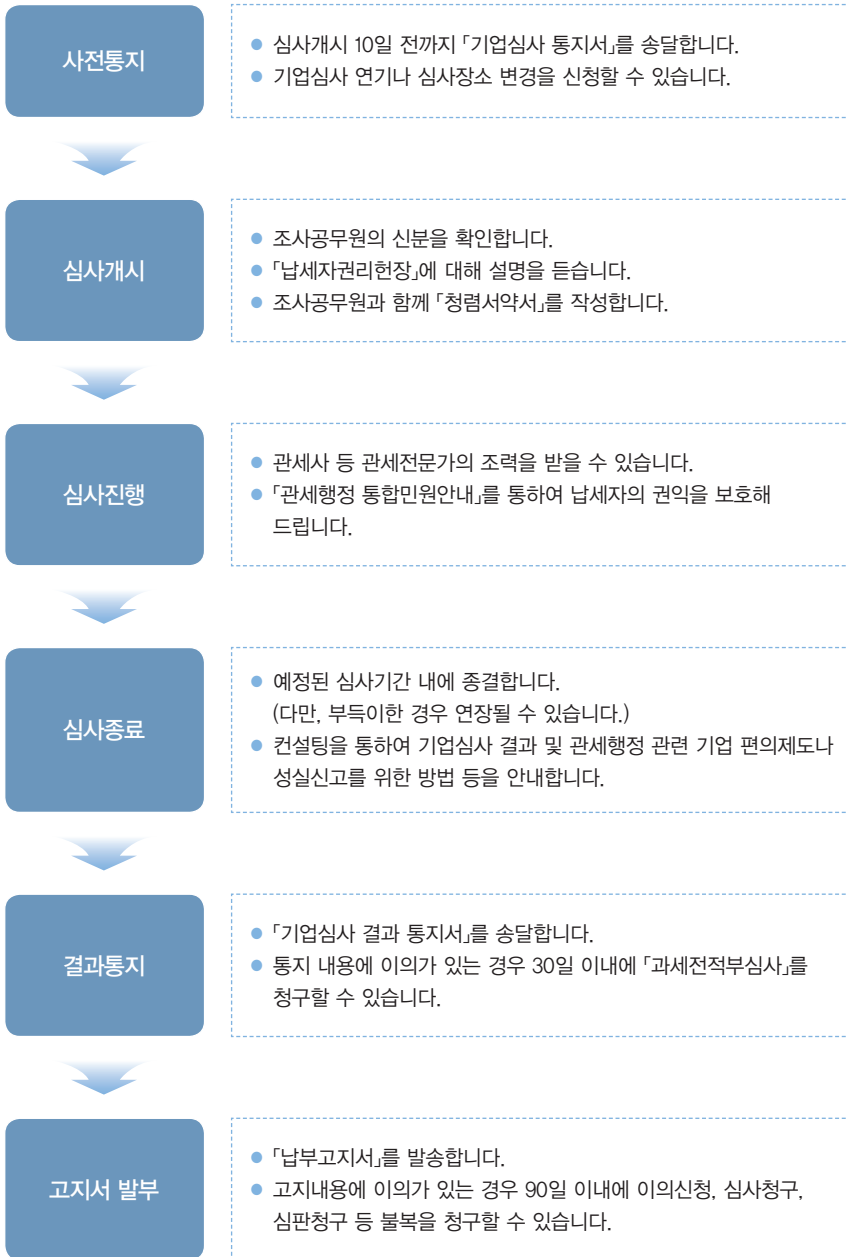 사전통지
● 심사개시 10일 전까지 「기업심사 통지서」를 송달합니다.
● 기업심사 연기나 심사장소 변경을 신청할 수 있습니다.
심사개시
● 조사공무원의 신분을 확인합니다.
● 「납세자권리헌장」에 대해 설명을 듣습니다.
● 조사공무원과 함께 「청렴서약서」를 작성합니다.
심사진행
● 관세사 등 관세전문가의 조력을 받을 수 있습니다.
● 「관세행정 통합민원안내」를 통하여 납세자의 권익을 보호해
드립니다.
심사종료
● 예정된 심사기간 내에 종결합니다.
(다만, 부득이한 경우 연장될 수 있습니다.)
● 컨설팅을 통하여 기업심사 결과 및 관세행정 관련 기업 편의제도나
성실신고를 위한 방법 등을 안내합니다.
결과통지
● 「기업심사 결과 통지서」를 송달합니다.
● 통지 내용에 이의가 있는 경우 30일 이내에 「과세전적부심사」를
청구할 수 있습니다.
고지서 발부
● 「납부고지서」를 발송합니다.
● 고지내용에 이의가 있는 경우 90일 이내에 이의신청, 심사청구,
심판청구 등 불복을 청구할 수 있습니다.